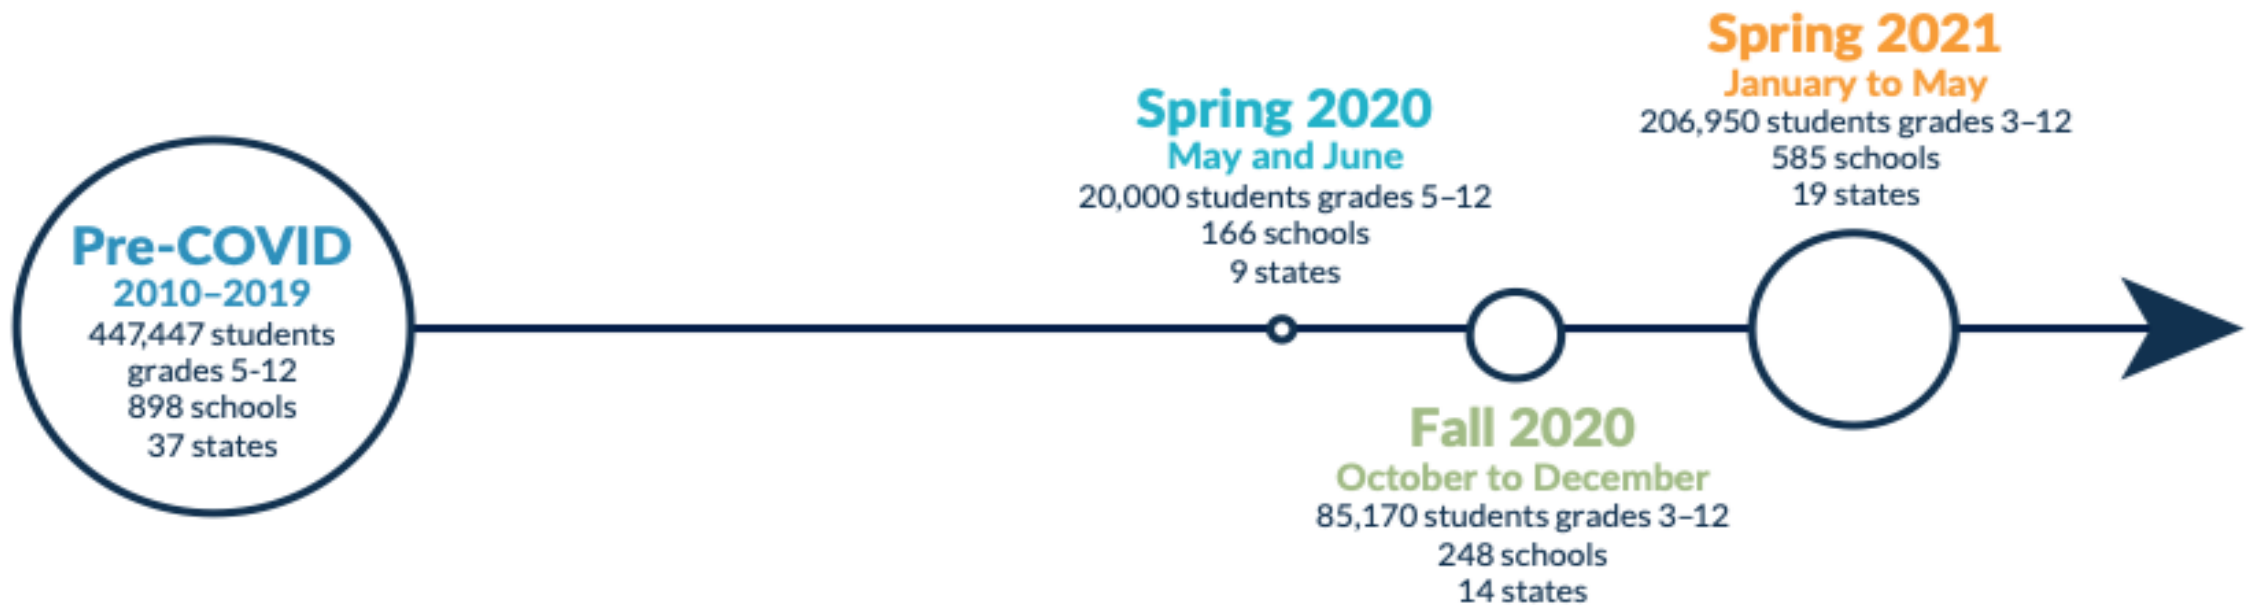 Pre-COVID
2010–2019
447,447 students
grades 5-12
898 schools
37 states
Spring 2020
May and June
20,000 students grades 5–12
166 schools
9 states
Fall 2020
October to December
85,170 students grades 3–12
248 schools
14 states
Spring 2021
January to May
206,950 students grades 3–12
585 schools
19 states